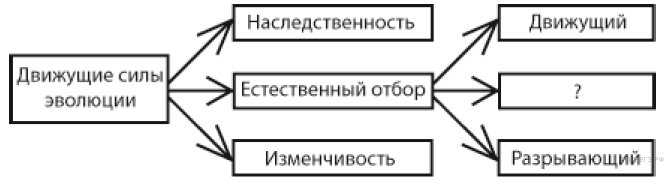 Движущие силы
эволюции
Наследственность
Естественный отбор
Изменчивость
Движущий
?
Разрывающий